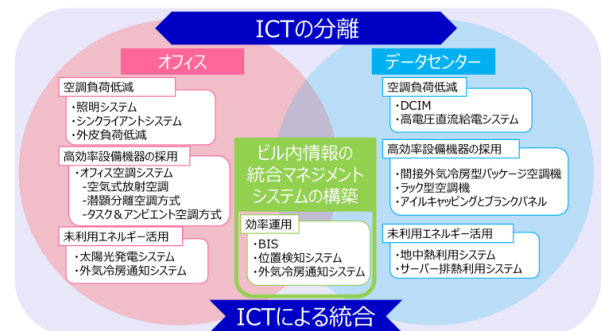 ICTの分離
オフィス
空調負荷低減
・照明システム
・シンクライアントシステム
・外皮負荷低減
高効率設備機器の採用
・オフィス空調システム
-空気式放射空調
-潜顕分離空調方式
-タスク＆アンビエント空調方式
未利用エネルギー活用
・太陽光発電システム
・外気冷房通知システム
ビル内情報の
統合マネジメント
システムの構築
効率運用
・BIS
・位置検知システム
・外気冷房通知システム
データセンター
空調負荷低減
・DCIM
・高電圧直流給電システム
高効率設備機器の採用
・間接外気冷房型パッケージ空調機
・ラック型空調機
・アイルキャッピングとブランクパネル
未利用エネルギー活用
・地中熱利用システム
・サーバー排熱利用システム
ICTによる統合